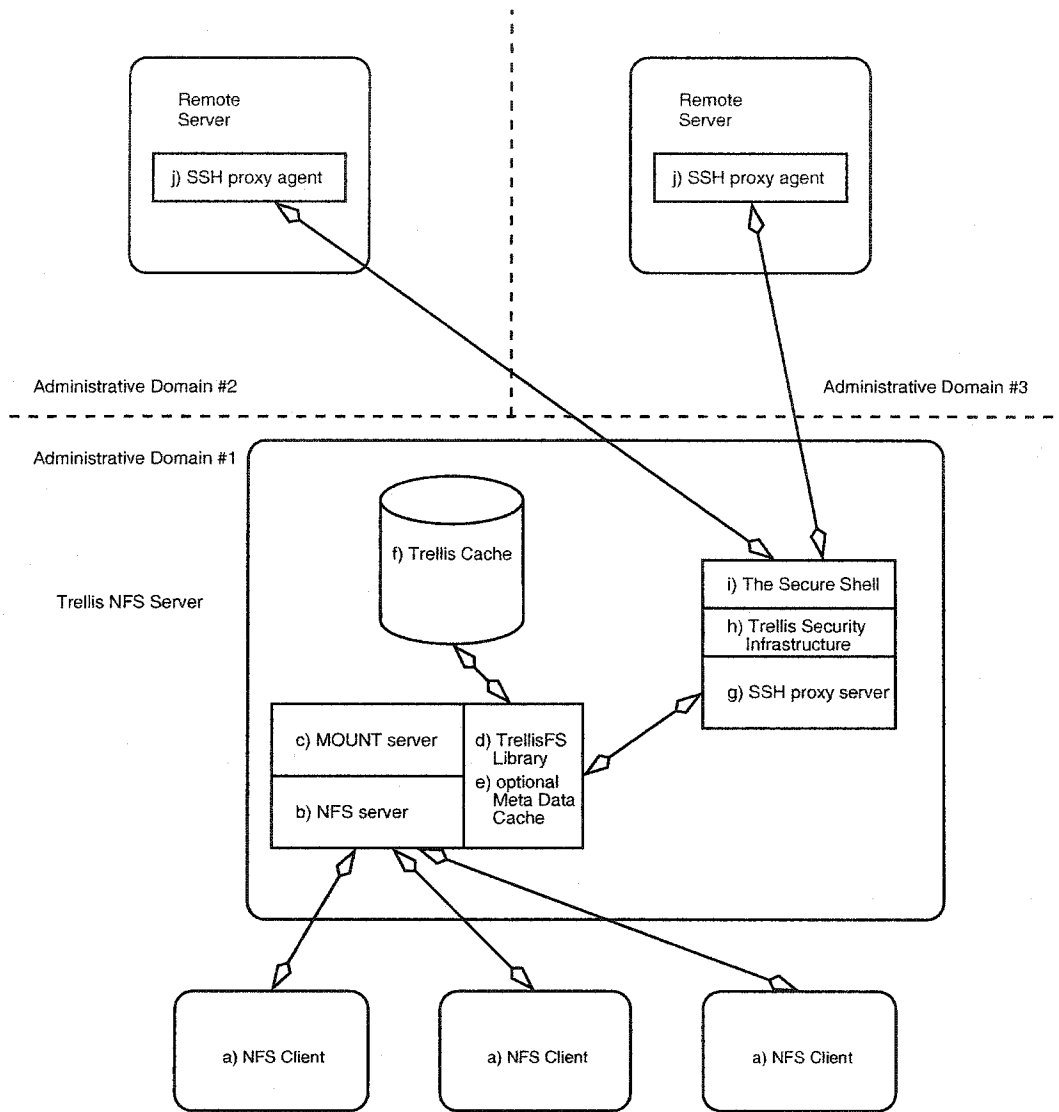 Remote
Server
j) SSH proxy agent
Remote
Server
j) SSH proxy agent
Administrative Domain #2
Administrative Domain #3
Administrative Domain #1
f) Trellis Cache
Trellis NFS Server
i) The Secure Shell
h) Trellis Security
Infrastructure
g) SSH proxy server
c) MOUNT server
d) TrellisFS
Library
e) optional
Meta Data
Cache
b) NFS server
a) NFS Client
a) NFS Client
a) NFS Client